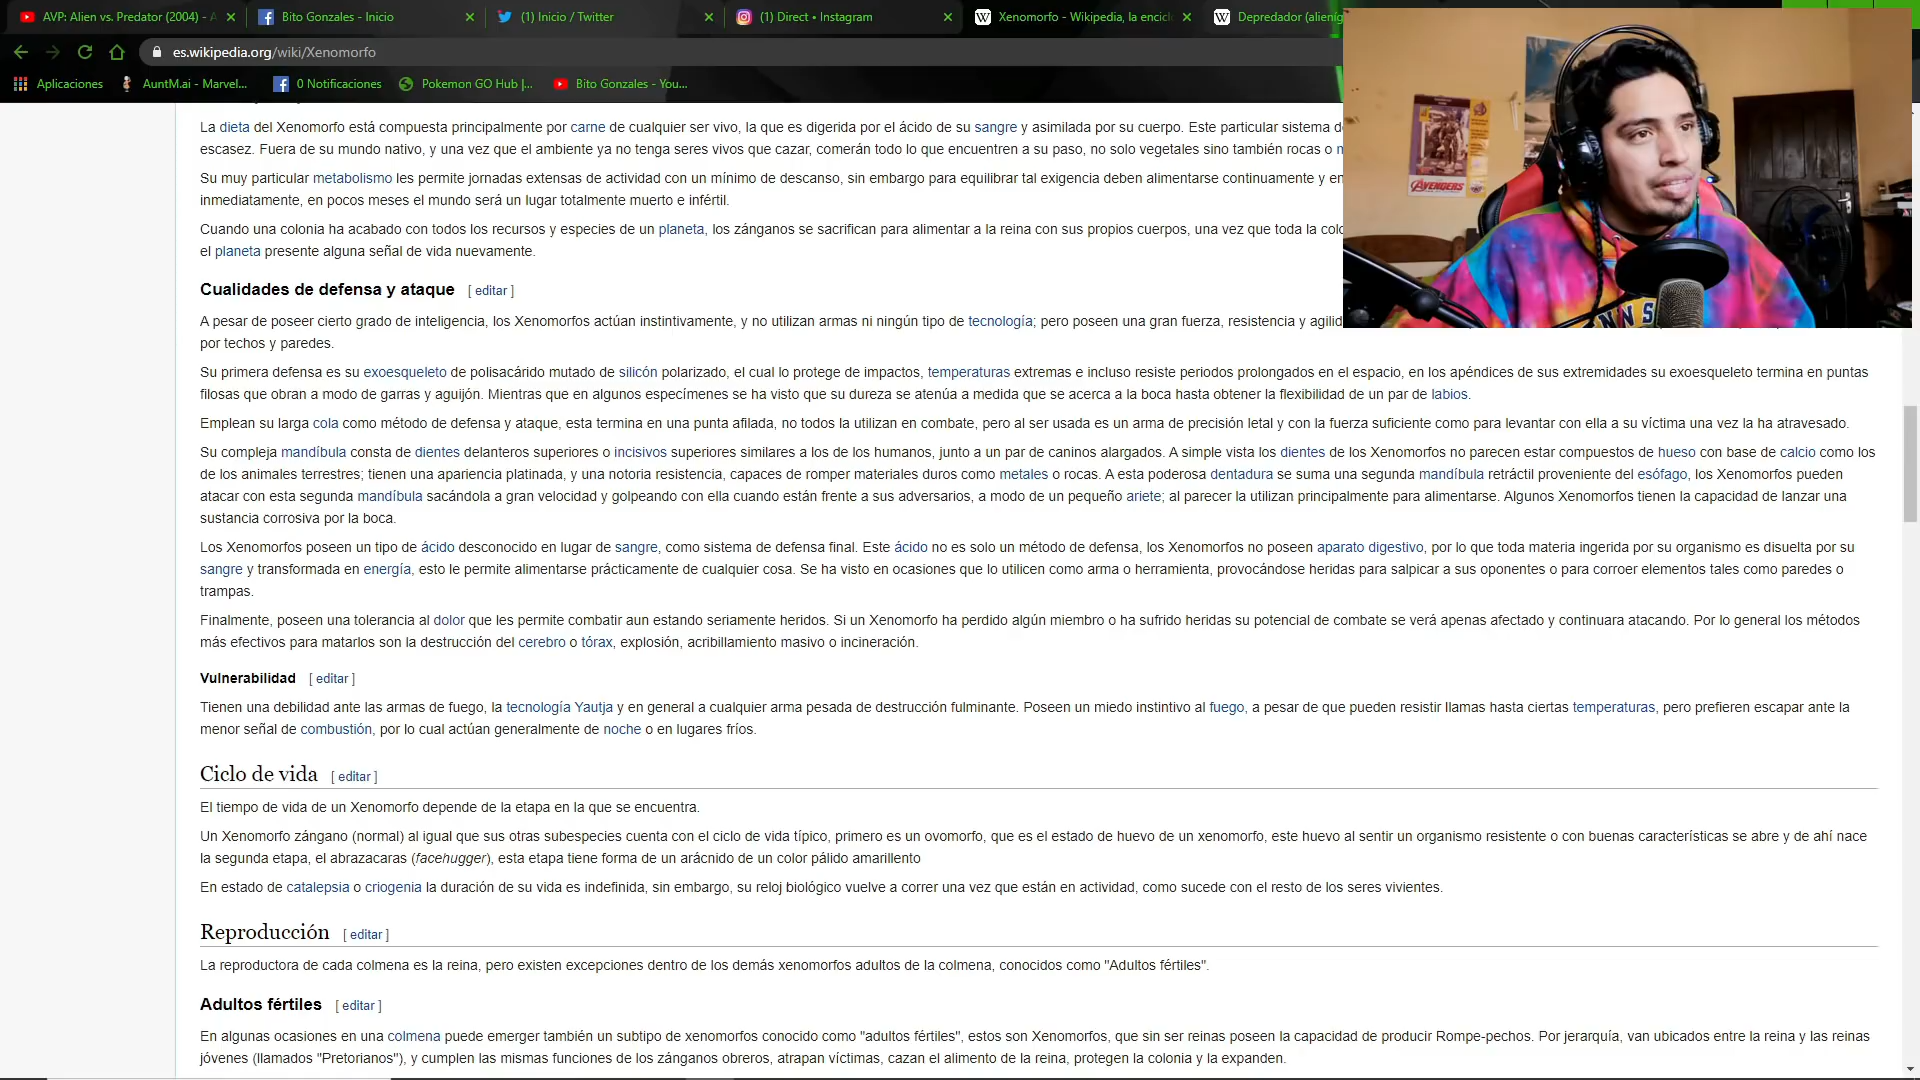 AVP: Alien vs. Predator (2004) - A
Bito Gonzales - Inicio
(1) Inicio / Twitter
(1) Direct • Instagram
Xenomorfo - Wikipedia, la encicl
Depredador (alieníg
es.wikipedia.org/wiki/Xenomorfo
Aplicaciones
AuntM.ai - Marvel...
0 Notificaciones
Pokemon GO Hub |...
Bito Gonzales - You...
La dieta del Xenomorfo está compuesta principalmente por carne de cualquier ser vivo, la que es digerida por el ácido de su sangre y asimilada por su cuerpo. Este particular sistema d
escasez. Fuera de su mundo nativo, y una vez que el ambiente ya no tenga seres vivos que cazar, comerán todo lo que encuentren a su paso, no solo vegetales sino también rocas o
Su muy particular metabolismo les permite jornadas extensas de actividad con un mínimo de descanso, sin embargo para equilibrar tal exigencia deben alimentarse continuamente y en
inmediatamente, en pocos meses el mundo será un lugar totalmente muerto e infértil.
Cuando una colonia ha acabado con todos los recursos y especies de un planeta, los zánganos se sacrifican para alimentar a la reina con sus propios cuerpos, una vez que toda la colo
el planeta presente alguna señal de vida nuevamente.
Cualidades de defensa y ataque [ editar ]
A pesar de poseer cierto grado de inteligencia, los Xenomorfos actúan instintivamente, y no utilizan armas ni ningún tipo de tecnología; pero poseen una gran fuerza, resistencia y agilid
por techos y paredes.
Su primera defensa es su exoesqueleto de polisacárido mutado de silicón polarizado, el cual lo protege de impactos, temperaturas extremas e incluso resiste periodos prolongados en el espacio, en los apéndices de sus extremidades su exoesqueleto termina en puntas
filosas que obran a modo de garras y aguijón. Mientras que en algunos especímenes se ha visto que su dureza se atenúa a medida que se acerca a la boca hasta obtener la flexibilidad de un par de labios.
Emplean su larga cola como método de defensa y ataque, esta termina en una punta afilada, no todos la utilizan en combate, pero al ser usada es un arma de precisión letal y con la fuerza suficiente como para levantar con ella a su víctima una vez la ha atravesado.
Su compleja mandíbula consta de dientes delanteros superiores o incisivos superiores similares a los de los humanos, junto a un par de caninos alargados. A simple vista los dientes de los Xenomorfos no parecen estar compuestos de hueso con base de calcio como los
de los animales terrestres; tienen una apariencia platinada, y una notoria resistencia, capaces de romper materiales duros como metales o rocas. A esta poderosa dentadura se suma una segunda mandíbula retráctil proveniente del esófago, los Xenomorfos pueden
atacar con esta segunda mandíbula sacándola a gran velocidad y golpeando con ella cuando están frente a sus adversarios, a modo de un pequeño ariete; al parecer la utilizan principalmente para alimentarse. Algunos Xenomorfos tienen la capacidad de lanzar una
sustancia corrosiva por la boca.
Los Xenomorfos poseen un tipo de ácido desconocido en lugar de sangre, como sistema de defensa final. Este ácido no es solo un método de defensa, los Xenomorfos no poseen aparato digestivo, por lo que toda materia ingerida por su organismo es disuelta por su
sangre y transformada en energía, esto le permite alimentarse prácticamente de cualquier cosa. Se ha visto en ocasiones que lo utilicen como arma o herramienta, provocándose heridas para salpicar a sus oponentes o para corroer elementos tales como paredes o
trampas.
Finalmente, poseen una tolerancia al dolor que les permite combatir aun estando seriamente heridos. Si un Xenomorfo ha perdido algún miembro o ha sufrido heridas su potencial de combate se verá apenas afectado y continuara atacando. Por lo general los métodos
más efectivos para matarlos son la destrucción del cerebro o tórax, explosión, acribillamiento masivo o incineración.
Vulnerabilidad [ editar ]
Tienen una debilidad ante las armas de fuego, la tecnología Yautja y en general a cualquier arma pesada de destrucción fulminante. Poseen un miedo instintivo al fuego, a pesar de que pueden resistir llamas hasta ciertas temperaturas, pero prefieren escapar ante la
menor señal de combustión, por lo cual actúan generalmente de noche o en lugares fríos.
Ciclo de vida [ editar ]
El tiempo de vida de un Xenomorfo depende de la etapa en la que se encuentra.
Un Xenomorfo zángano (normal) al igual que sus otras subespecies cuenta con el ciclo de vida típico, primero es un ovomorfo, que es el estado de huevo de un xenomorfo, este huevo al sentir un organismo resistente o con buenas características se abre y de ahí nace
la segunda etapa, el abrazacaras (facehugger), esta etapa tiene forma de un arácnido de un color pálido amarillento
En estado de catalepsia o criogenia la duración de su vida es indefinida, sin embargo, su reloj biológico vuelve a correr una vez que están en actividad, como sucede con el resto de los seres vivientes.
Reproducción [ editar ]
La reproductora de cada colmena es la reina, pero existen excepciones dentro de los demás xenomorfos adultos de la colmena, conocidos como "Adultos fértiles".
Adultos fértiles [ editar ]
En algunas ocasiones en una colmena puede emerger también un subtipo de xenomorfos conocido como "adultos fértiles", estos son Xenomorfos, que sin ser reinas poseen la capacidad de producir Rompe-pechos. Por jerarquía, van ubicados entre la reina y las reinas
jóvenes (llamados "Pretorianos"), y cumplen las mismas funciones de los zánganos obreros, atrapan víctimas, cazan el alimento de la reina, protegen la colonia y la expanden.
AVENGERS